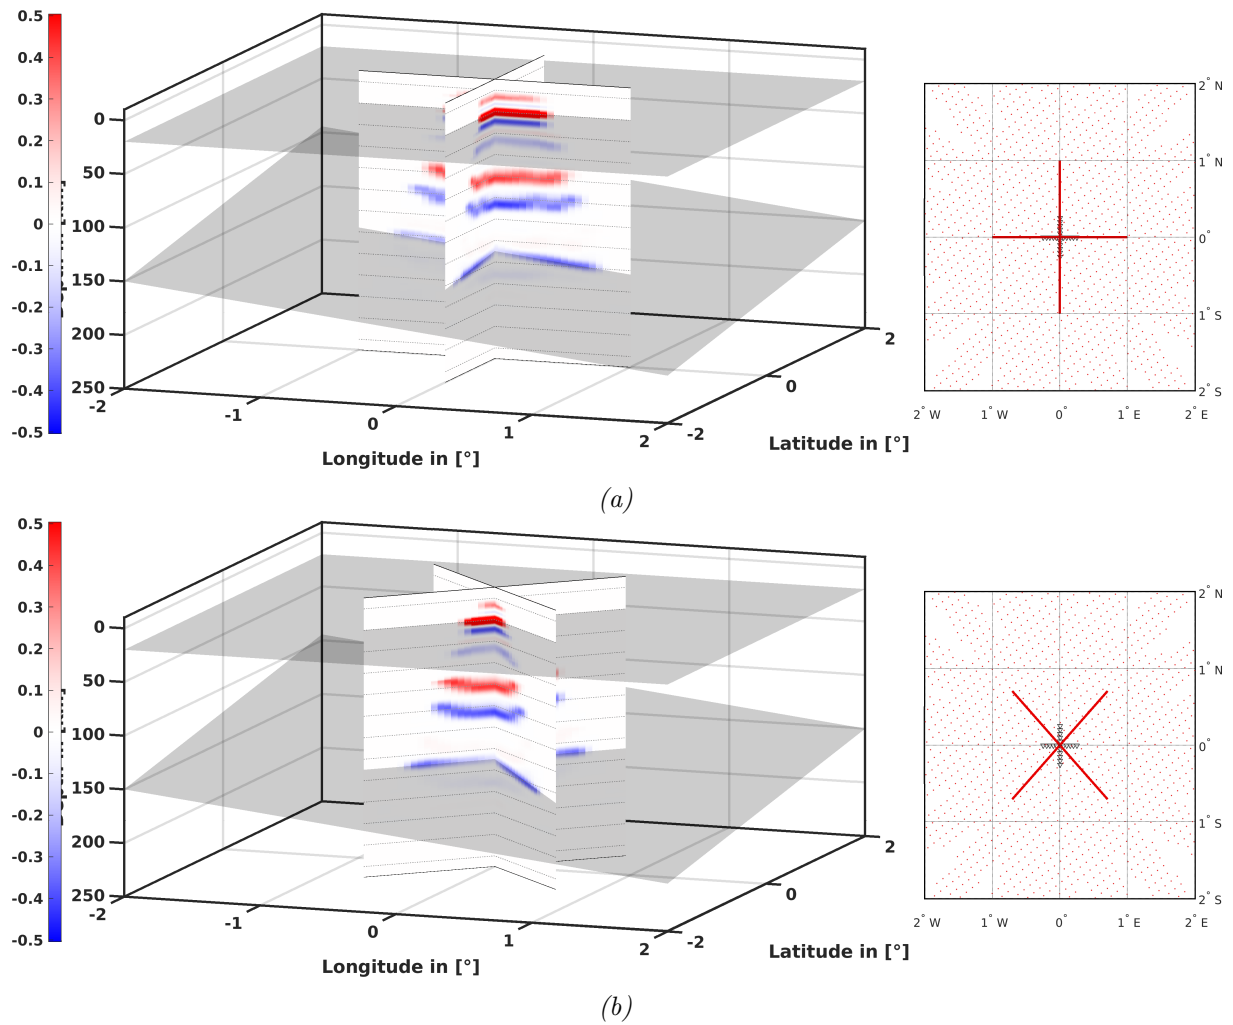 0.5
0.4
0.3
0.2
0.1
0
-0.1
-0.2
-0.3
-0.4
-0.5
0
50
100
150
200
250
-2
-1
0
1
2
-2
0
2
Longitude in [°]
Latitude in [°]
2° N
1° N
0°
1° S
2° S
2° W
1° W
0°
1° E
2° E
(a)
0.5
0.4
0.3
0.2
0.1
0
-0.1
-0.2
-0.3
-0.4
-0.5
0
50
100
150
200
250
-2
-1
0
1
2
-2
0
2
Longitude in [°]
Latitude in [°]
2° N
1° N
0°
1° S
2° S
2° W
1° W
0°
1° E
2° E
(b)